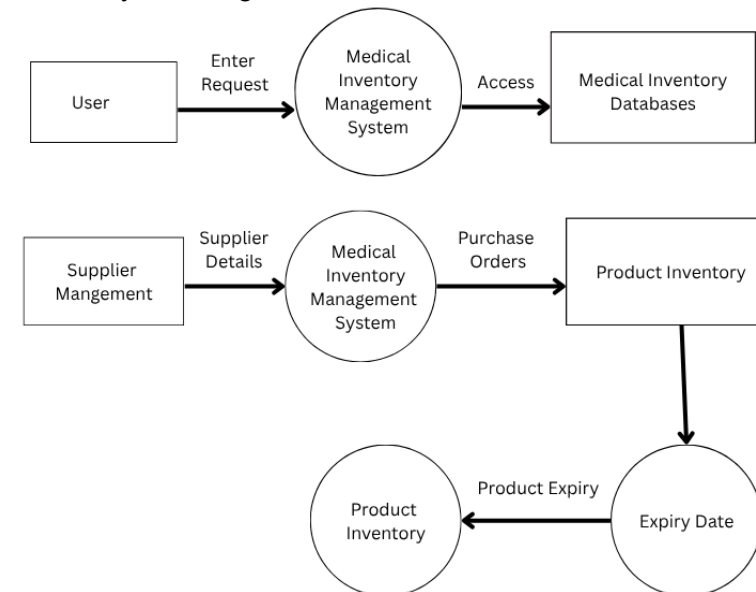 User
Enter
Request
Medical
Inventory
Management
System
Access
Medical Inventory
Databases
Supplier
Mangement
Supplier
Details
Medical
Inventory
Management
System
Purchase
Orders
Product Inventory
Product
Inventory
Product Expiry
Expiry Date